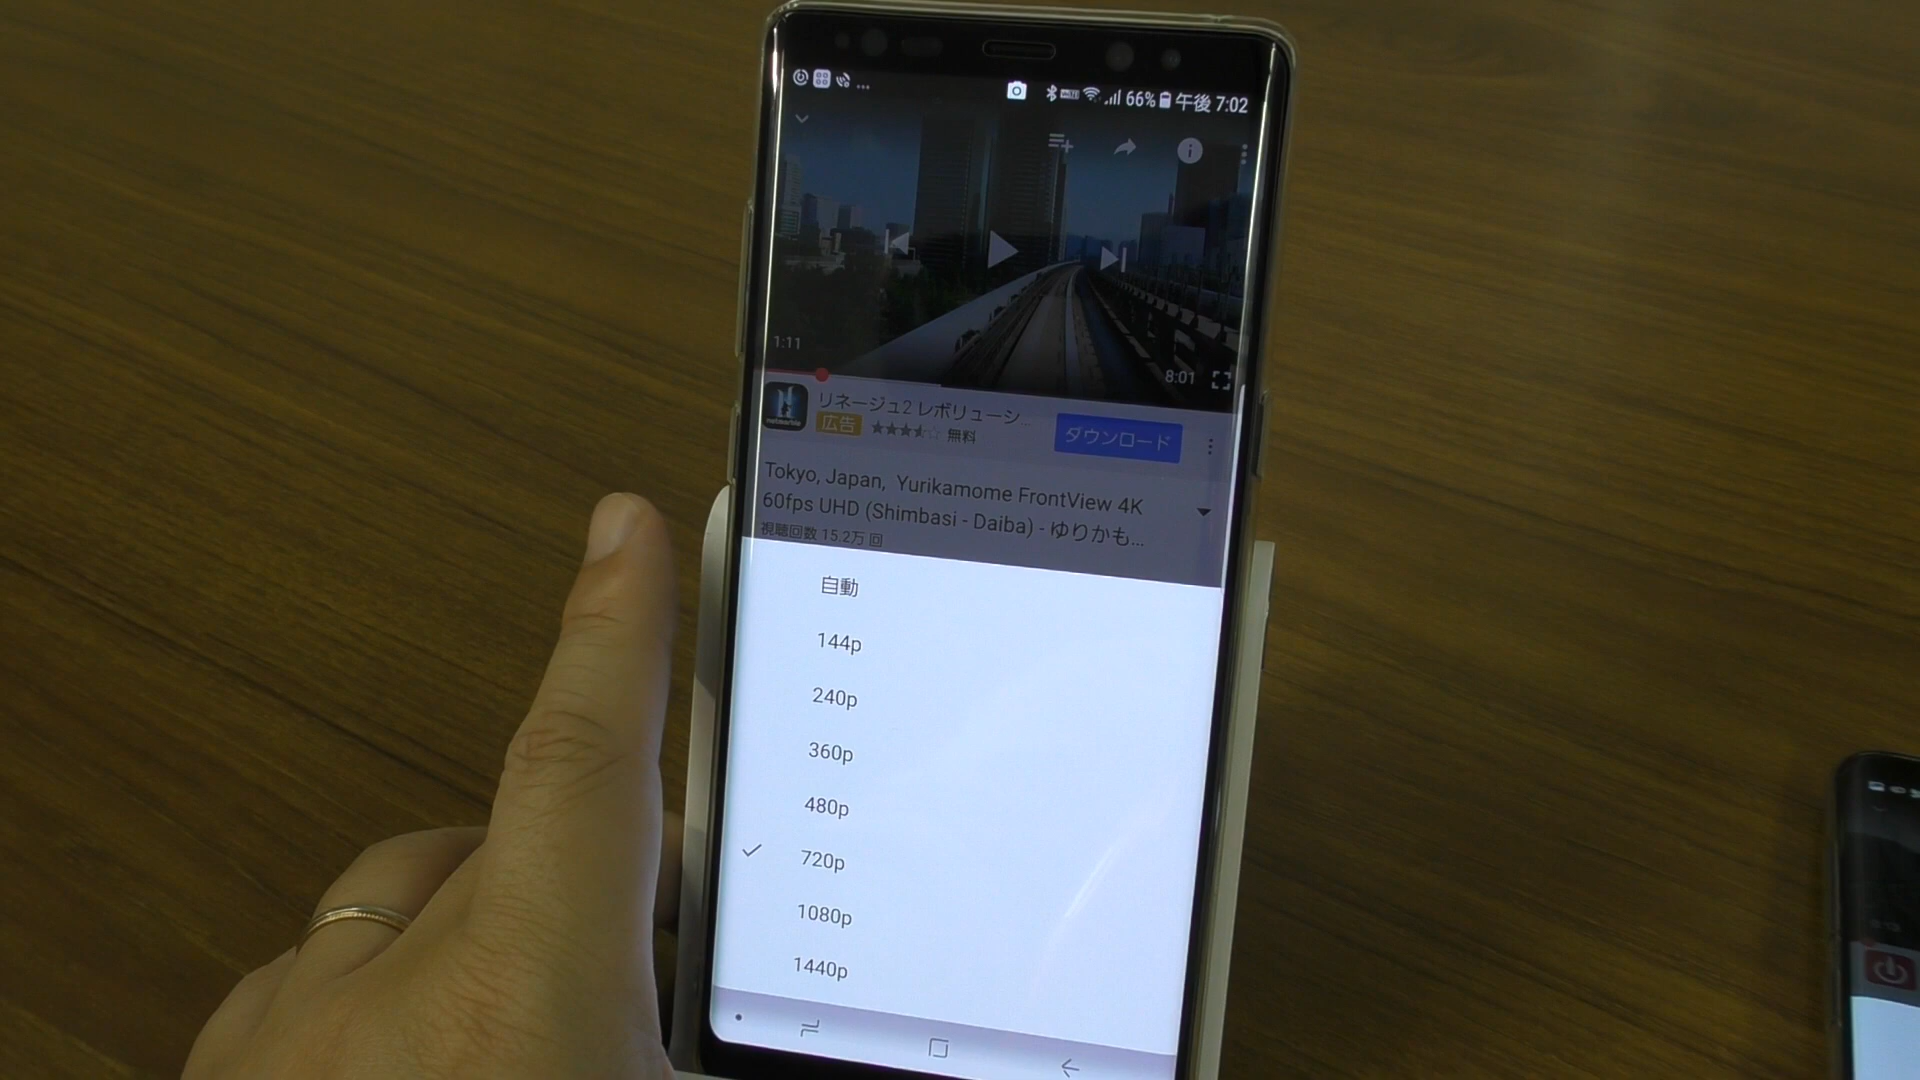 66% 午後 7:02
1:11
8:01
リネージュ2 レボリューシ...
広告 無料
ダウンロード
Tokyo, Japan, Yurikamome FrontView 4K
60fps UHD (Shimbasi - Daiba) - ゆりかも...
視聴回数 15.2万 回
自動
144p
240p
360p
480p
720p
1080p
1440p